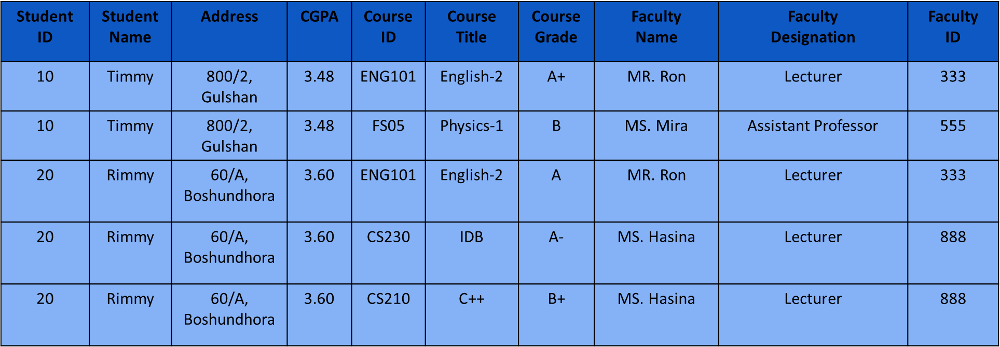 Student ID | Student Name | Address | CGPA | Course ID | Course Title | Course Grade | Faculty Name | Faculty Designation | Faculty ID
10 | Timmy | 800/2, Gulshan | 3.48 | ENG101 | English-2 | A+ | MR. Ron | Lecturer | 333
10 | Timmy | 800/2, Gulshan | 3.48 | FS05 | Physics-1 | B | MS. Mira | Assistant Professor | 555
20 | Rimmy | 60/A, Boshundhora | 3.60 | ENG101 | English-2 | A | MR. Ron | Lecturer | 333
20 | Rimmy | 60/A, Boshundhora | 3.60 | CS230 | IDB | A- | MS. Hasina | Lecturer | 888
20 | Rimmy | 60/A, Boshundhora | 3.60 | CS210 | C++ | B+ | MS. Hasina | Lecturer | 888